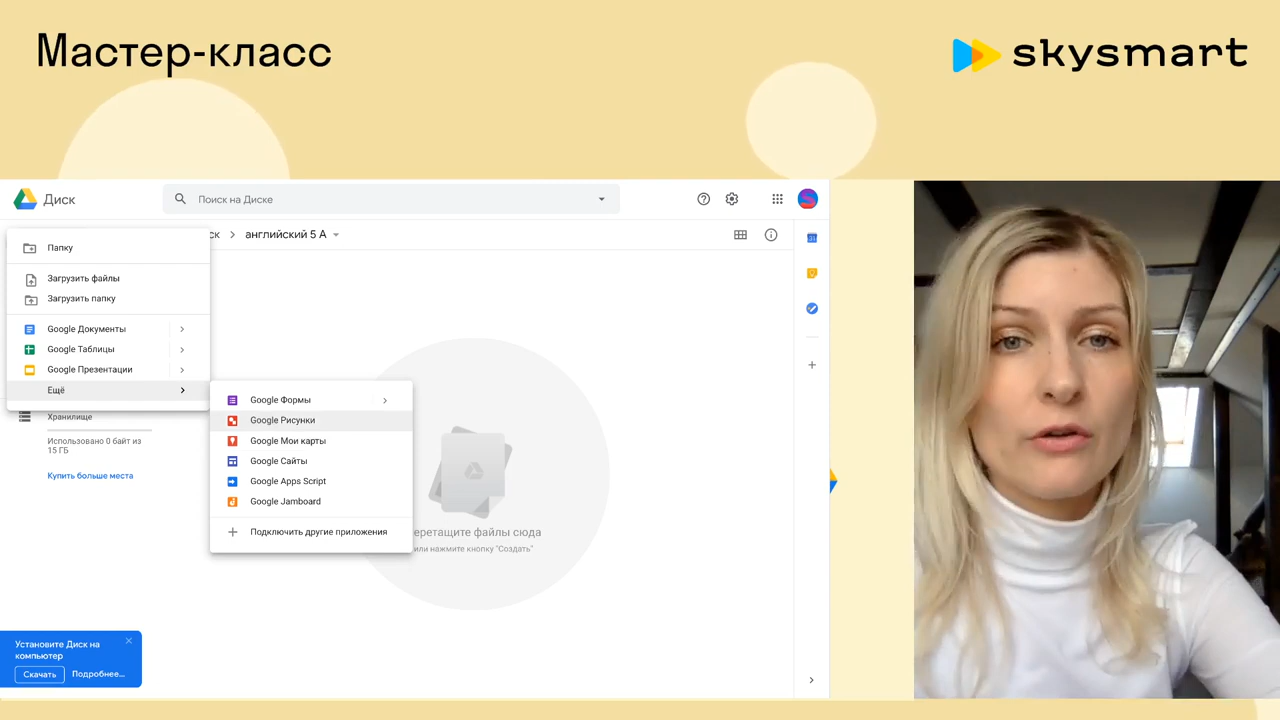 Мастер-класс
skysmart
Диск
Поиск на Диске
ск
английский 5 А
Папку
Загрузить файлы
Загрузить папку
Google Документы
Google Таблицы
Google Презентации
Ещё
Хранилище
Использовано 0 байт из
15 ГБ
Купить больше места
Google Формы
Google Рисунки
Google Мои карты
Google Сайты
Google Apps Script
Google Jamboard
Подключить другие приложения
еретащите файлы сюда
или нажмите кнопку "Создать"
Установите Диск на
компьютер
Скачать
Подробнее...
31